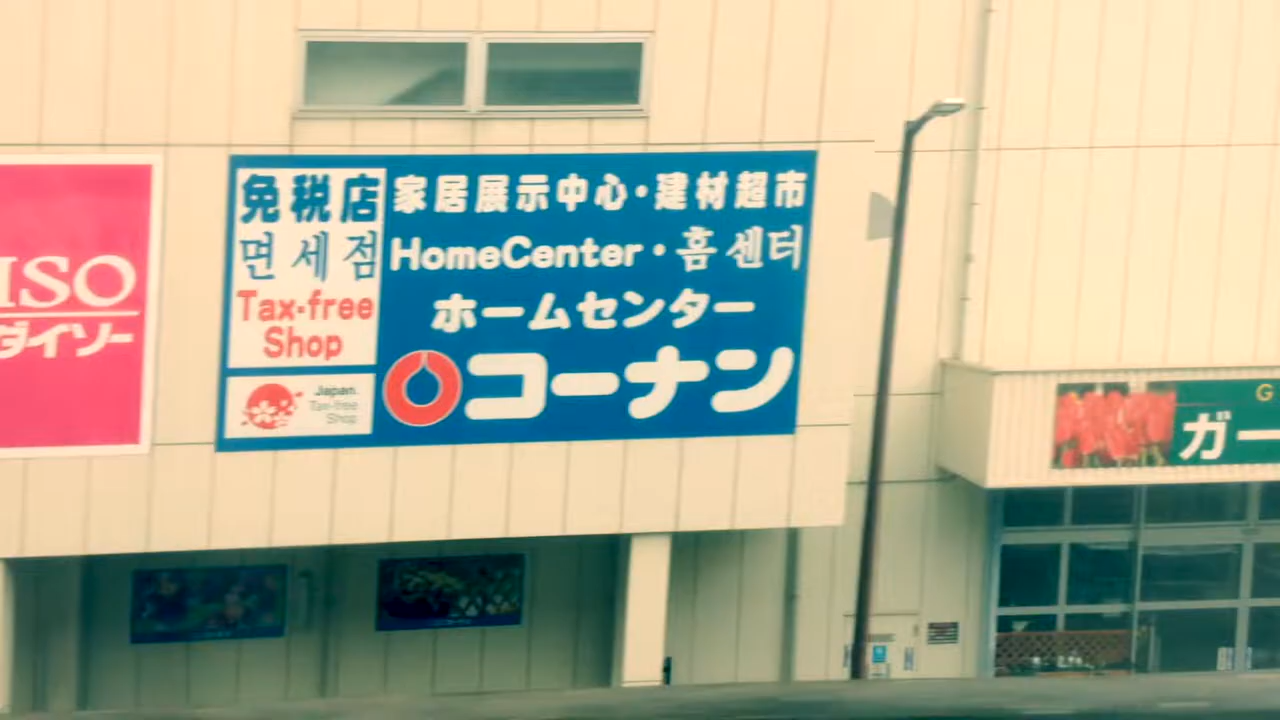 ISO
ダイソー
免税店
면세점
Tax-free
Shop
Japan.
Tax-free
Shop
家居展示中心・建材超市
HomeCenter・홈센터
ホームセンター
コーナン
G
ガー